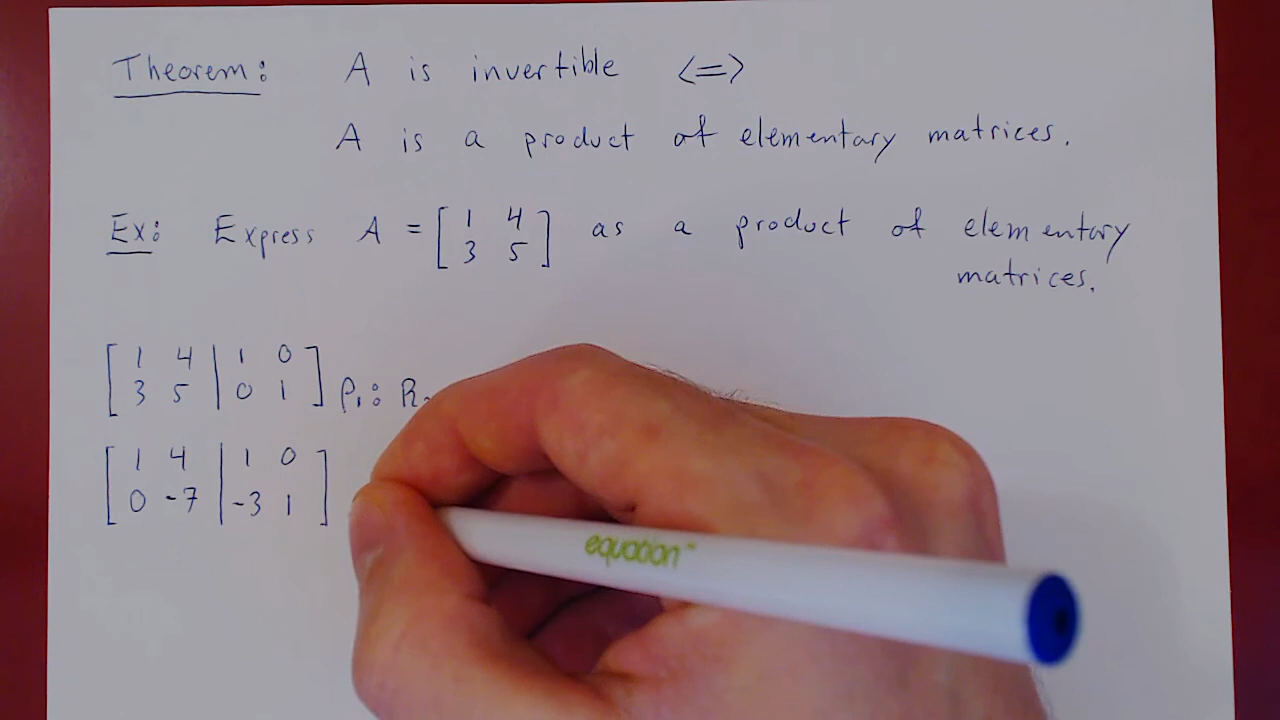 Theorem: A is invertible <=>
A is a product of elementary matrices.
Ex: Express A = [ 1 4 ] as a product of elementary
3 5 matrices.
[ 1 4 | 1 0 ]
3 5 | 0 1 ρ₁: R
[ 1 4 | 1 0 ]
0 -7 | -3 1
equation™